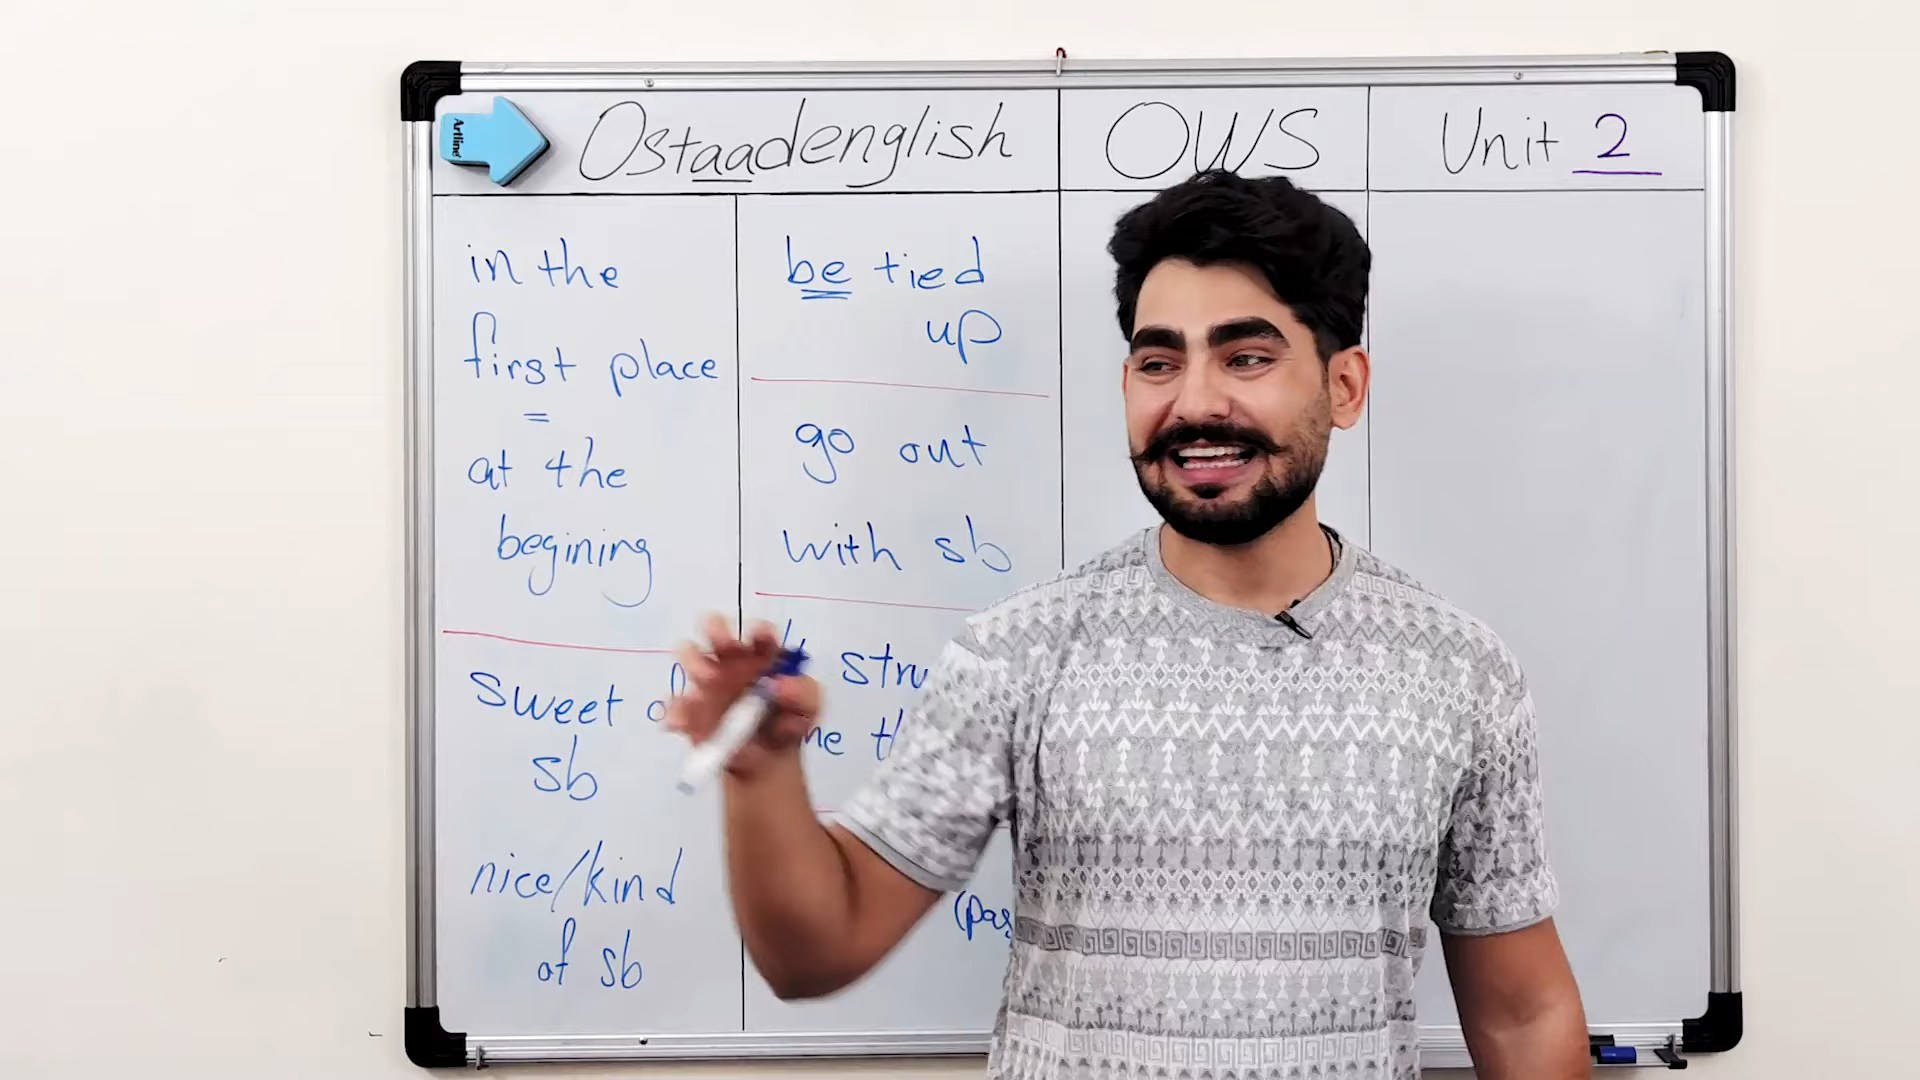 Artline
Ostaadenglish
OWS
Unit 2
in the
first place
=
at the
begining
sweet of
sb
nice/kind
of sb
be tied
up
go out
with sb